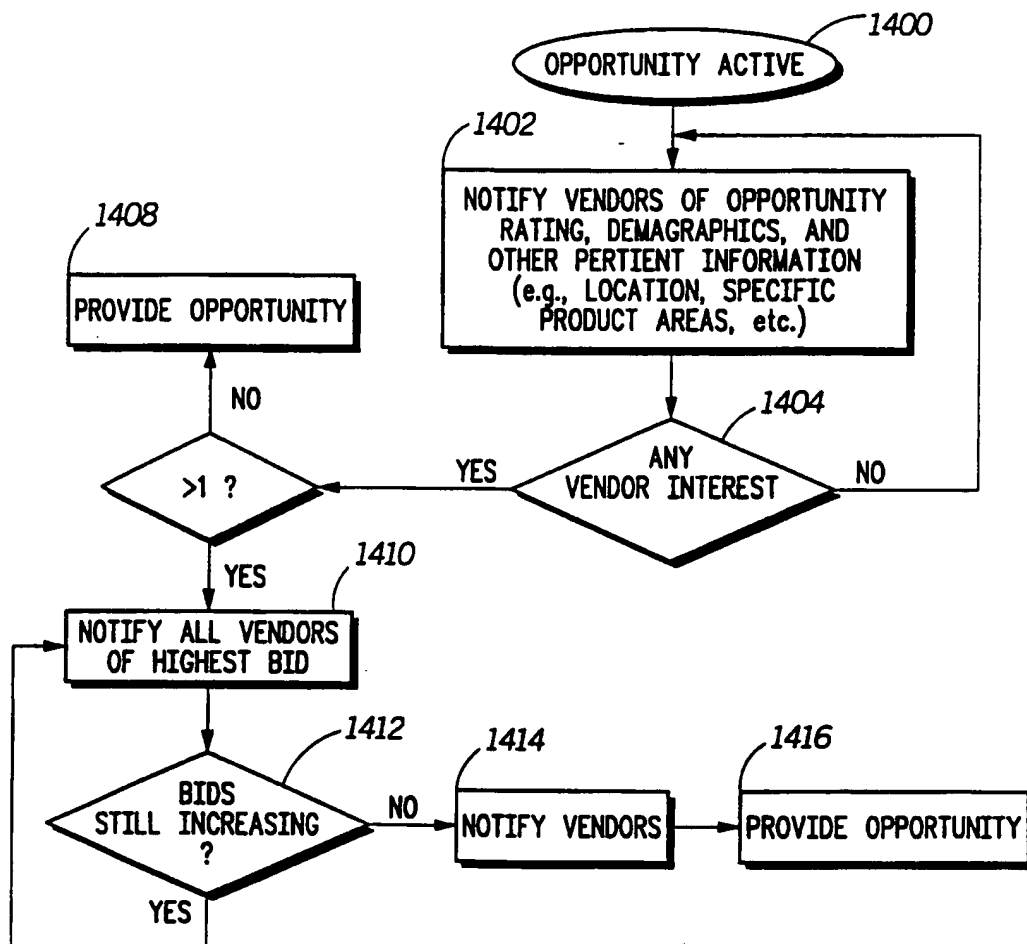 1400
OPPORTUNITY ACTIVE
1402
NOTIFY VENDORS OF OPPORTUNITY
RATING, DEMAGRAPHICS, AND
OTHER PERTIENT INFORMATION
(e.g., LOCATION, SPECIFIC
PRODUCT AREAS, etc.)
1404
ANY
VENDOR INTEREST
NO
YES
>1 ?
NO
1408
PROVIDE OPPORTUNITY
YES
1410
NOTIFY ALL VENDORS
OF HIGHEST BID
1412
BIDS
STILL INCREASING
?
YES
NO
1414
NOTIFY VENDORS
1416
PROVIDE OPPORTUNITY